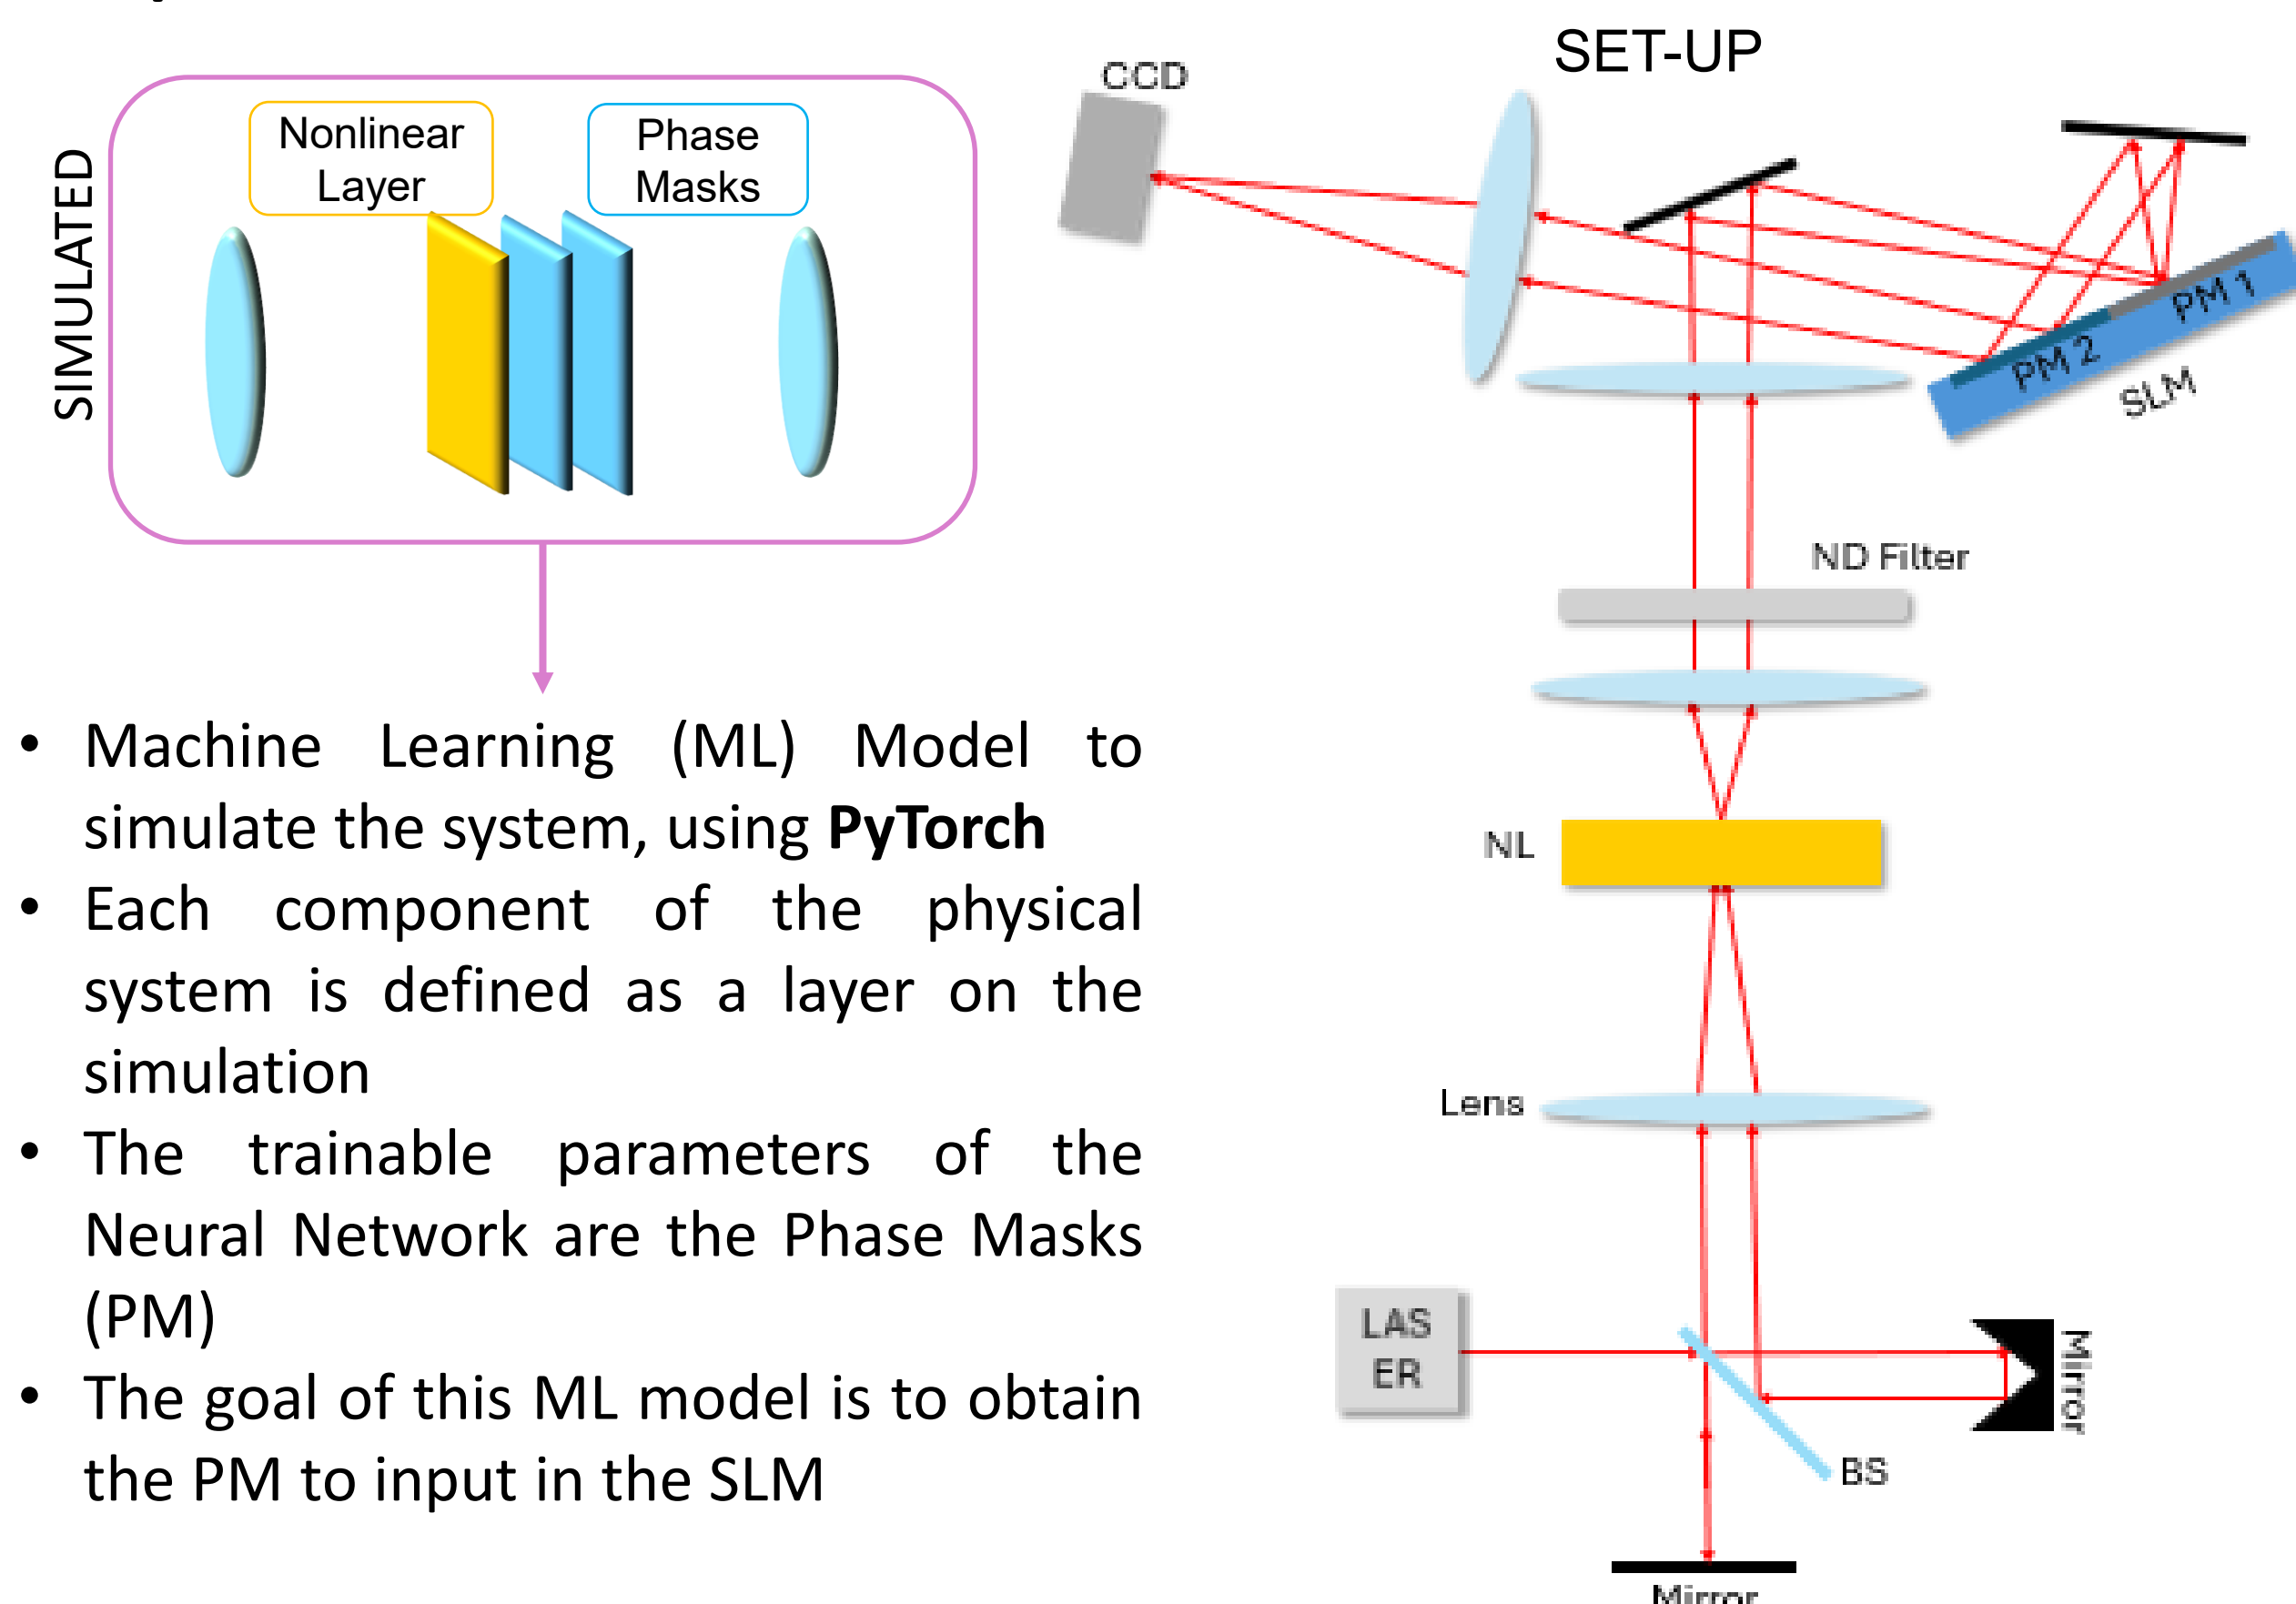 SIMULATED
Nonlinear
Layer
Phase
Masks
• Machine Learning (ML) Model to
simulate the system, using PyTorch
• Each component of the physical
system is defined as a layer on the
simulation
• The trainable parameters of the
Neural Network are the Phase Masks
(PM)
• The goal of this ML model is to obtain
the PM to input in the SLM
SET-UP
CCD
PM 1
PM 2
SLM
ND Filter
NL
Lens
LAS
ER
Mirror
BS
Mirror